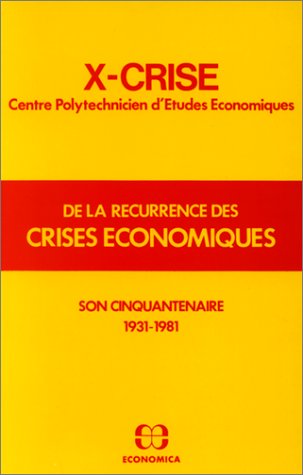 X-CRISE
Centre Polytechnicien d'Etudes Economiques
DE LA RECURRENCE DES
CRISES ECONOMIQUES
SON CINQUANTENAIRE
1931-1981
ECONOMICA